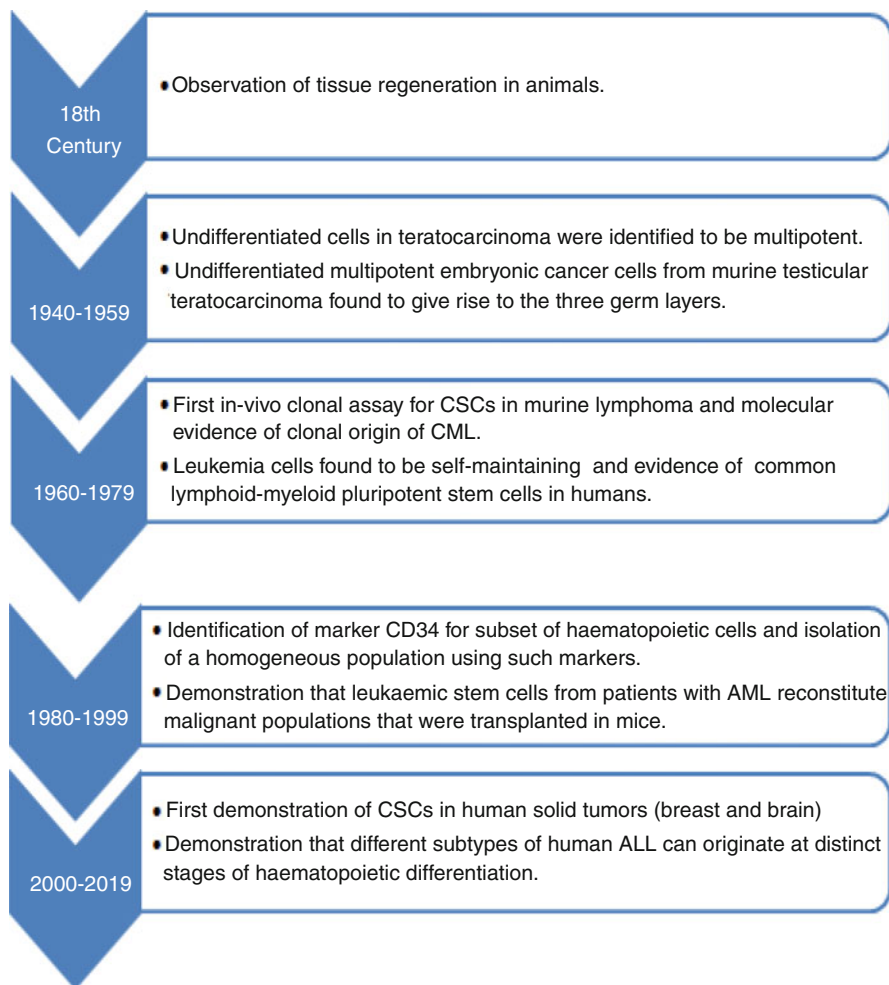 18th
Century
• Observation of tissue regeneration in animals.
1940-1959
• Undifferentiated cells in teratocarcinoma were identified to be multipotent.
• Undifferentiated multipotent embryonic cancer cells from murine testicular
teratocarcinoma found to give rise to the three germ layers.
1960-1979
• First in-vivo clonal assay for CSCs in murine lymphoma and molecular
evidence of clonal origin of CML.
• Leukemia cells found to be self-maintaining and evidence of common
lymphoid-myeloid pluripotent stem cells in humans.
1980-1999
• Identification of marker CD34 for subset of haematopoietic cells and isolation
of a homogeneous population using such markers.
• Demonstration that leukaemic stem cells from patients with AML reconstitute
malignant populations that were transplanted in mice.
2000-2019
• First demonstration of CSCs in human solid tumors (breast and brain)
• Demonstration that different subtypes of human ALL can originate at distinct
stages of haematopoietic differentiation.